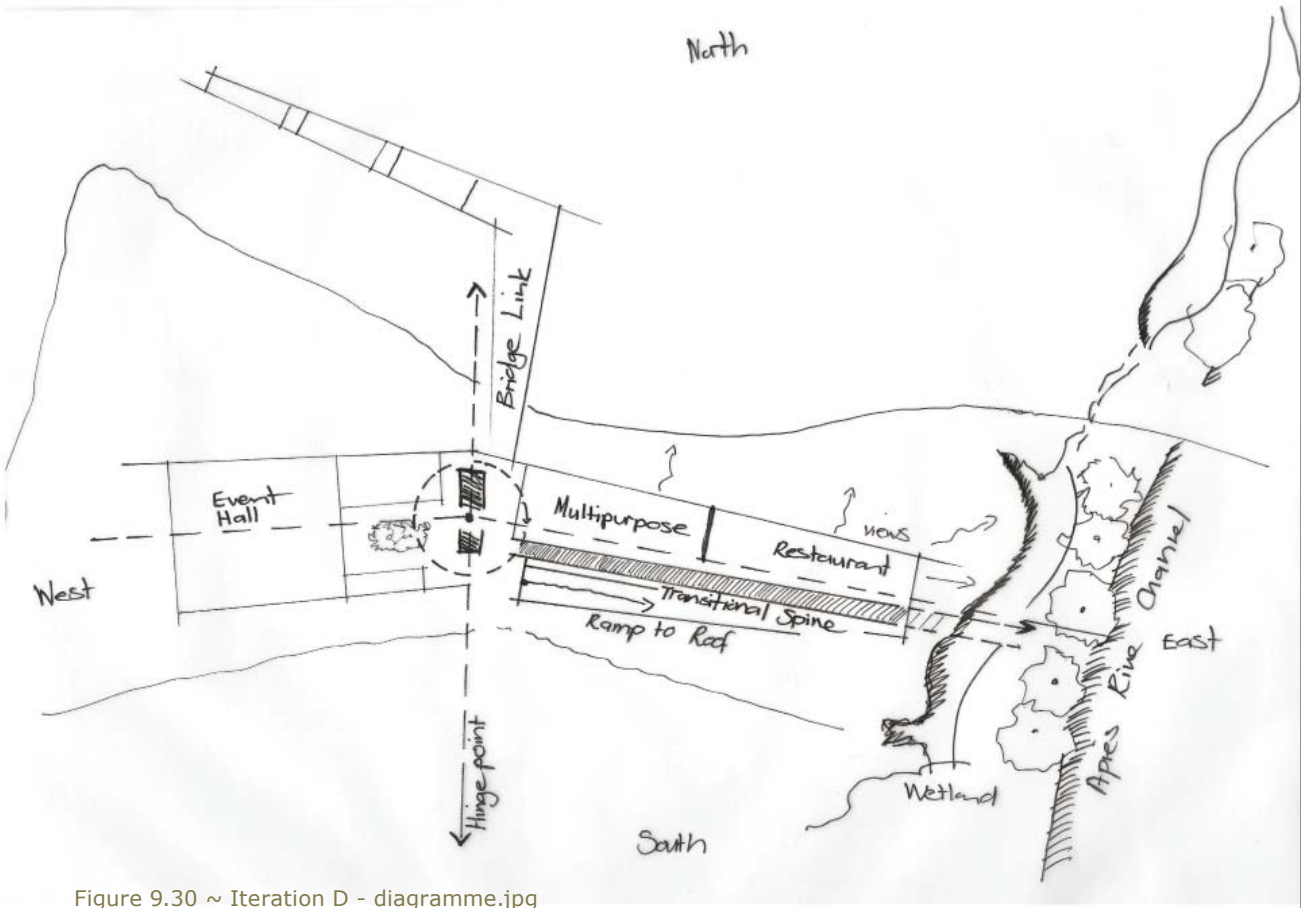 North
Bridge Link
Event
Hall
Multipurpose
views
Restaurant
West
Transitional Spine
Ramp to Roof
East
Apies River Channel
Hinge point
Wetland
South
Figure 9.30 ~ Iteration D - diagramme.jpg